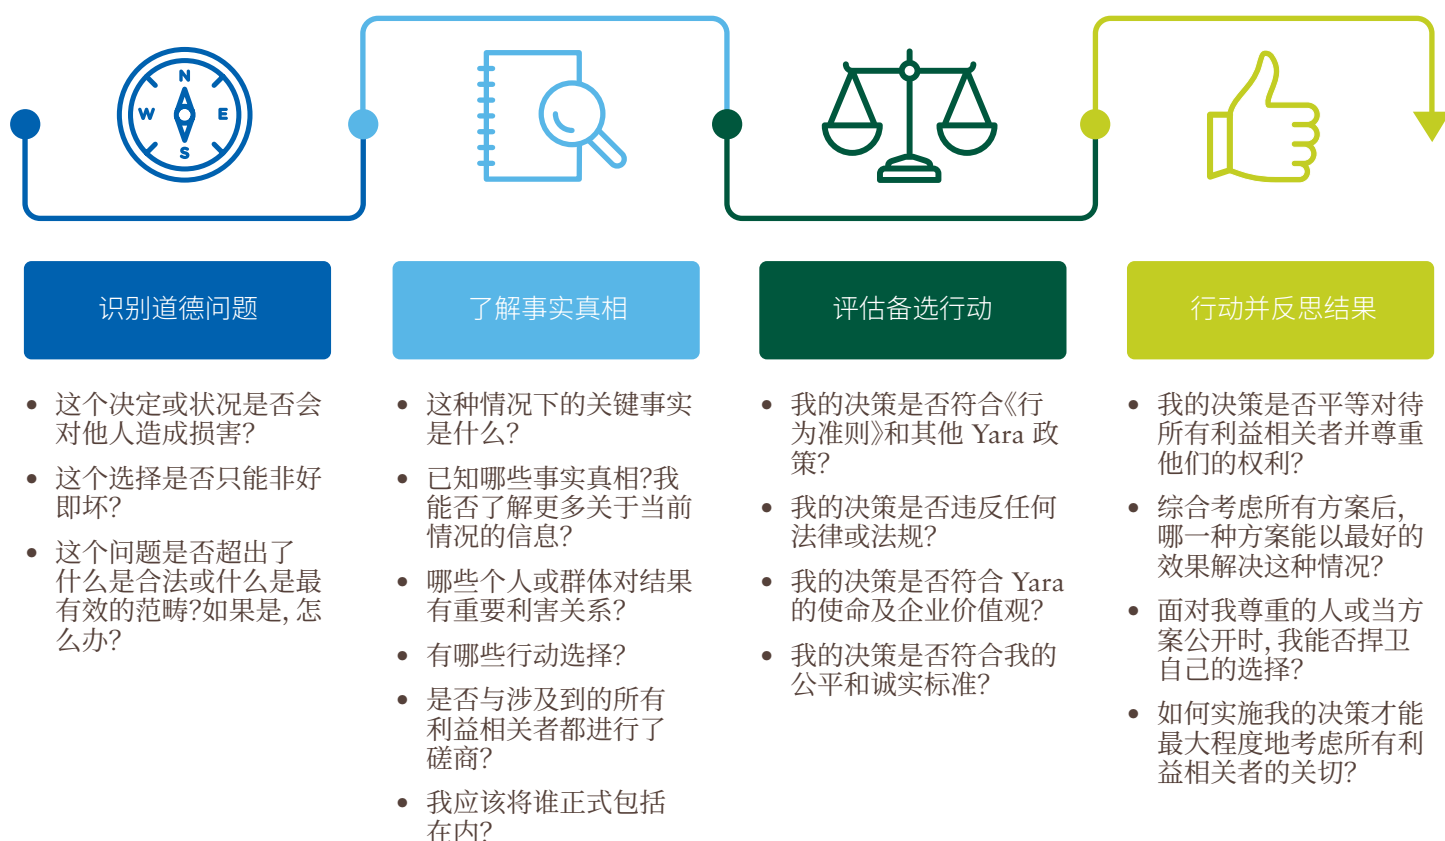 N
W
E
S
识别道德问题
这个决定或状况是否会
对他人造成损害?
这个选择是否只能非好
即坏?
这个问题是否超出了
什么是合法或什么是最
有效的范畴?如果是, 怎
么办?
了解事实真相
这种情况下的关键事实
是什么?
已知哪些事实真相?我
能否了解更多关于当前
情况的信息?
哪些个人或群体对结果
有重要利害关系?
有哪些行动选择?
是否与涉及到的所有
利益相关者都进行了
磋商?
我应该将谁正式包括
在内?
评估备选行动
我的决策是否符合《行
为准则》和其他 Yara 政
策?
我的决策是否违反任何
法律或法规?
我的决策是否符合 Yara
的使命及企业价值观?
我的决策是否符合我的
公平和诚实标准?
行动并反思结果
我的决策是否平等对待
所有利益相关者并尊重
他们的权利?
综合考虑所有方案后,
哪一种方案能以最好的
效果解决这种情况?
面对我尊重的人或当方
案公开时, 我能否捍卫
自己的选择?
如何实施我的决策才能
最大程度地考虑所有利
益相关者的关切?